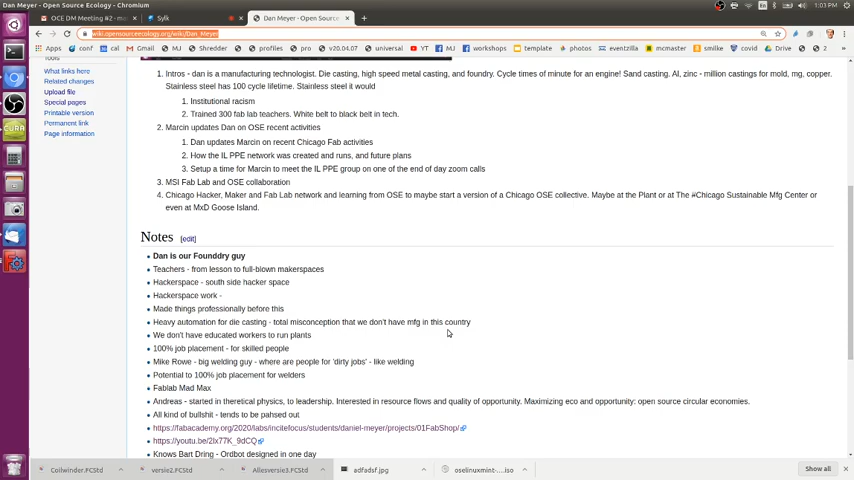 Dan Meyer - Open Source Ecology - Chromium
1:03 PM
OCE DM Meeting #2 - m
Sylk
Dan Meyer - Open Source
wiki.opensourceecology.org/wiki/Dan_Meyer
Apps conf cal Gmail MJ Shredder profiles pro v20.04.07 universal YT MJ workshops template photos eventzilla mcmaster smilke covid Drive 2
Tools
What links here
Related changes
Upload file
Special pages
Printable version
Permanent link
Page information
1. Intros - dan is a manufacturing technologist. Die casting, high speed metal casting, and foundry. Cycle times of minute for an engine! Sand casting. Al, zinc - million castings for mold, mg, copper.
Stainless steel has 100 cycle lifetime. Stainless steel it would
1. Institutional racism
2. Trained 300 fab lab teachers. White belt to black belt in tech.
2. Marcin updates Dan on OSE recent activities
1. Dan updates Marcin on recent Chicago Fab activities
2. How the IL PPE network was created and runs, and future plans
3. Setup a time for Marcin to meet the IL PPE group on one of the end of day zoom calls
3. MSI Fab Lab and OSE collaboration
4. Chicago Hacker, Maker and Fab Lab network and learning from OSE to maybe start a version of a Chicago OSE collective. Maybe at the Plant or at The #Chicago Sustainable Mfg Center or
even at MxD Goose Island.
Notes [edit]
Dan is our Founddry guy
Teachers - from lesson to full-blown makerspaces
Hackerspace - south side hacker space
Hackerspace work -
Made things professionally before this
Heavy automation for die casting - total misconception that we don't have mfg in this country
We don't have educated workers to run plants
100% job placement - for skilled people
Mike Rowe - big welding guy - where are people for 'dirty jobs' - like welding
Potential to 100% job placement for welders
Fablab Mad Max
Andreas - started in theretical physics, to leadership. Interested in resource flows and quality of opportunity. Maximizing eco and opportunity: open source circular economies.
All kind of bullshit - tends to be pahsed out
https://fabacademy.org/2020/labs/incitefocus/students/daniel-meyer/projects/01FabShop/
https://youtu.be/2lx77K_9dCQ
Knows Bart Dring - Ordbot designed in one day
Coilwinder.FCStd
versie2.FCStd
Allesversie3.FCStd
adfadsf.jpg
oselinuxmint-....iso
Show all